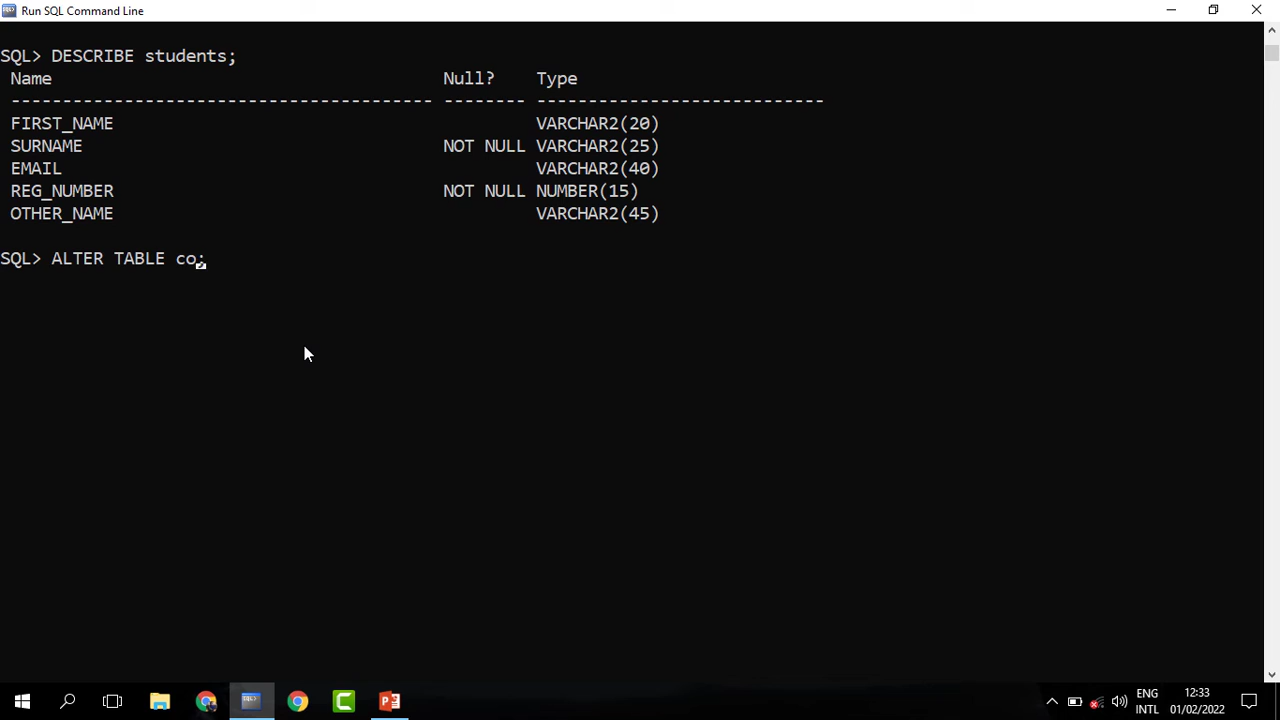 Run SQL Command Line
SQL> DESCRIBE students;
Name Null? Type
----------------------------------------- -------- ----------------------------
FIRST_NAME VARCHAR2(20)
SURNAME NOT NULL VARCHAR2(25)
EMAIL VARCHAR2(40)
REG_NUMBER NOT NULL NUMBER(15)
OTHER_NAME VARCHAR2(45)
SQL> ALTER TABLE co;
ENG 12:33
INTL 01/02/2022